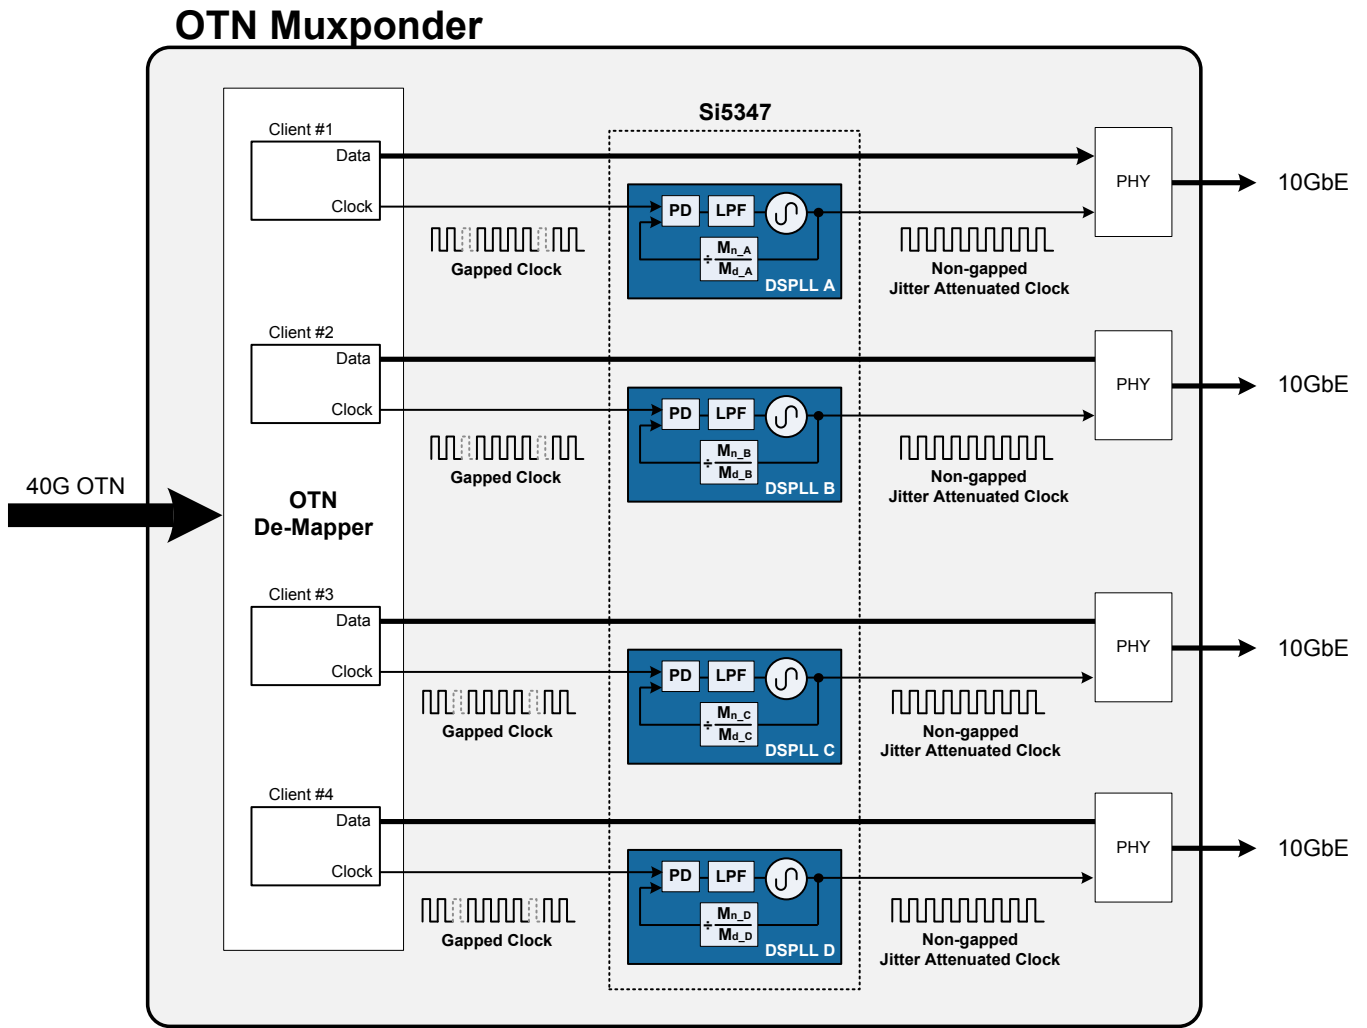 OTN Muxponder
Si5347
Client #1
Data
Clock
Gapped Clock
PD
LPF
÷
Mn_A
Md_A
DSPLL A
Non-gapped
Jitter Attenuated Clock
PHY
10GbE
Client #2
Data
Clock
Gapped Clock
PD
LPF
÷
Mn_B
Md_B
DSPLL B
Non-gapped
Jitter Attenuated Clock
PHY
10GbE
40G OTN
OTN
De-Mapper
Client #3
Data
Clock
Gapped Clock
PD
LPF
÷
Mn_C
Md_C
DSPLL C
Non-gapped
Jitter Attenuated Clock
PHY
10GbE
Client #4
Data
Clock
Gapped Clock
PD
LPF
÷
Mn_D
Md_D
DSPLL D
Non-gapped
Jitter Attenuated Clock
PHY
10GbE